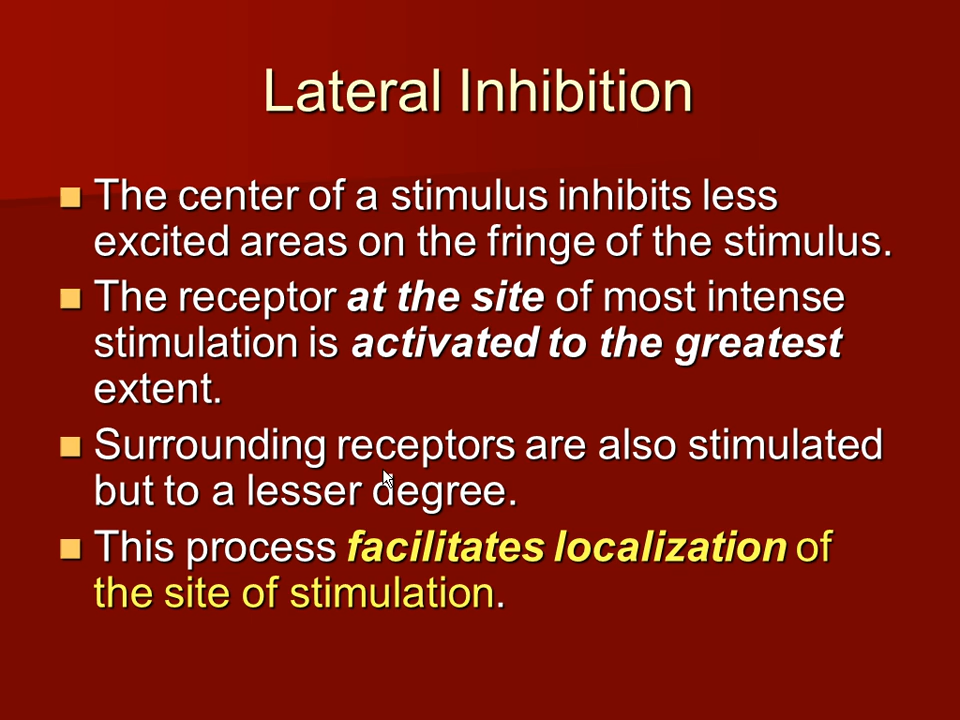 Lateral Inhibition
The center of a stimulus inhibits less
excited areas on the fringe of the stimulus.
The receptor at the site of most intense
stimulation is activated to the greatest
extent.
Surrounding receptors are also stimulated
but to a lesser degree.
This process facilitates localization of
the site of stimulation.